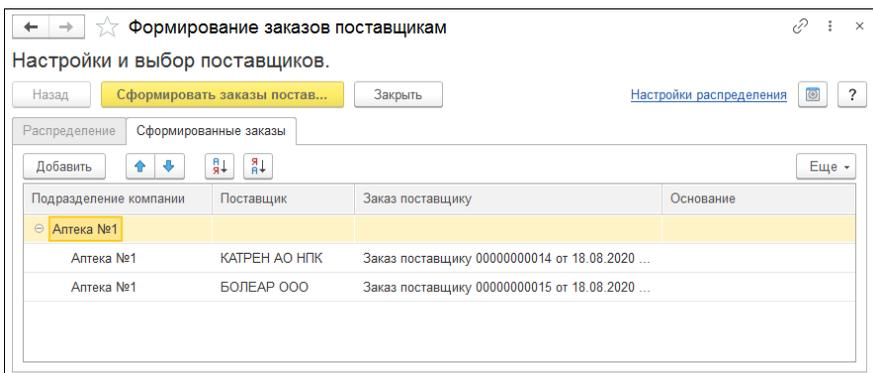 Формирование заказов поставщикам
Настройки и выбор поставщиков.
Назад Сформировать заказы постав... Закрыть Настройки распределения ?
Распределение Сформированные заказы
Добавить Еще
Подразделение компании Поставщик Заказ поставщику Основание
Аптека №1
Аптека №1 КАТРЕН АО НПК Заказ поставщику 00000000014 от 18.08.2020 ...
Аптека №1 БОЛЕАР ООО Заказ поставщику 00000000015 от 18.08.2020 ...